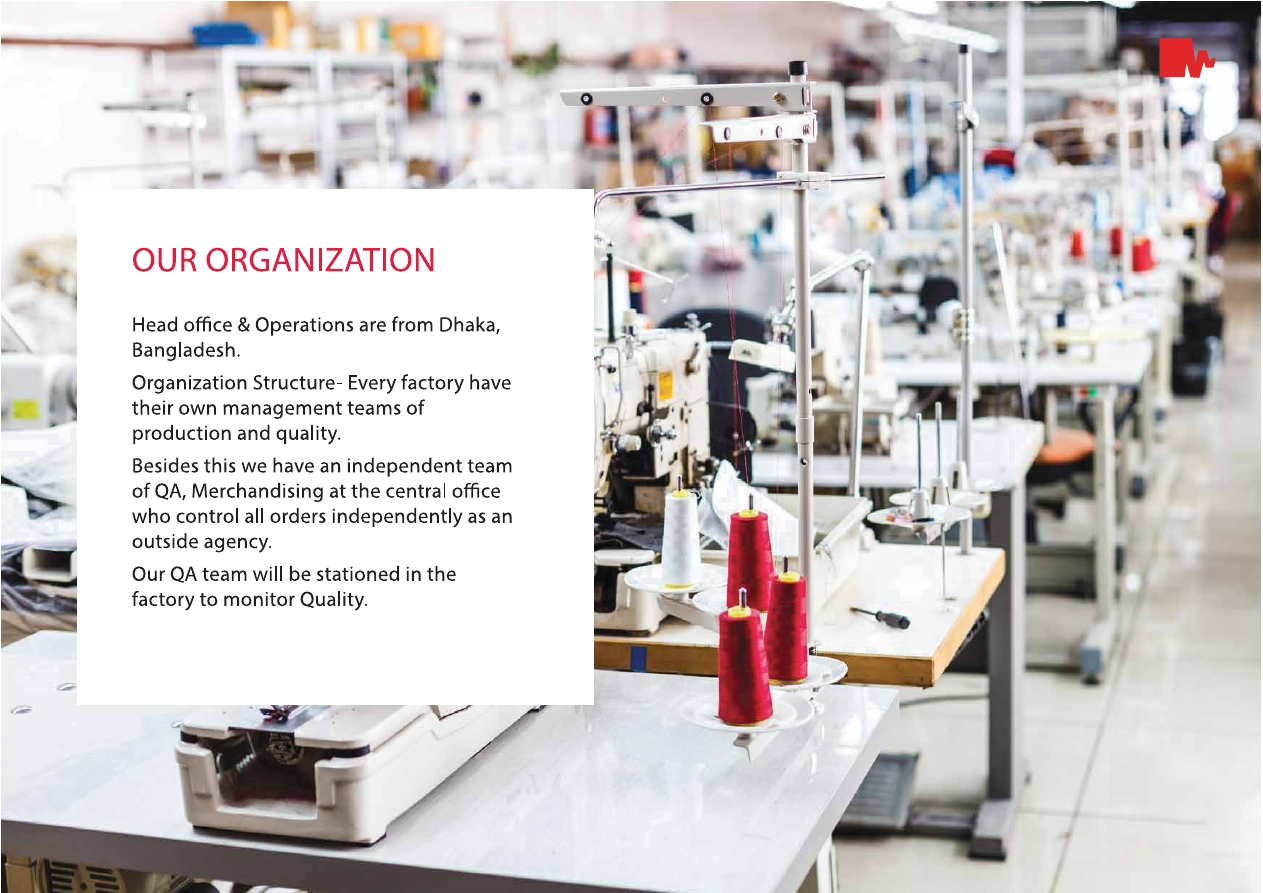 OUR ORGANIZATION
Head office & Operations are from Dhaka,
Bangladesh.
Organization Structure- Every factory have
their own management teams of
production and quality.
Besides this we have an independent team
of QA, Merchandising at the central office
who control all orders independently as an
outside agency.
Our QA team will be stationed in the
factory to monitor Quality.